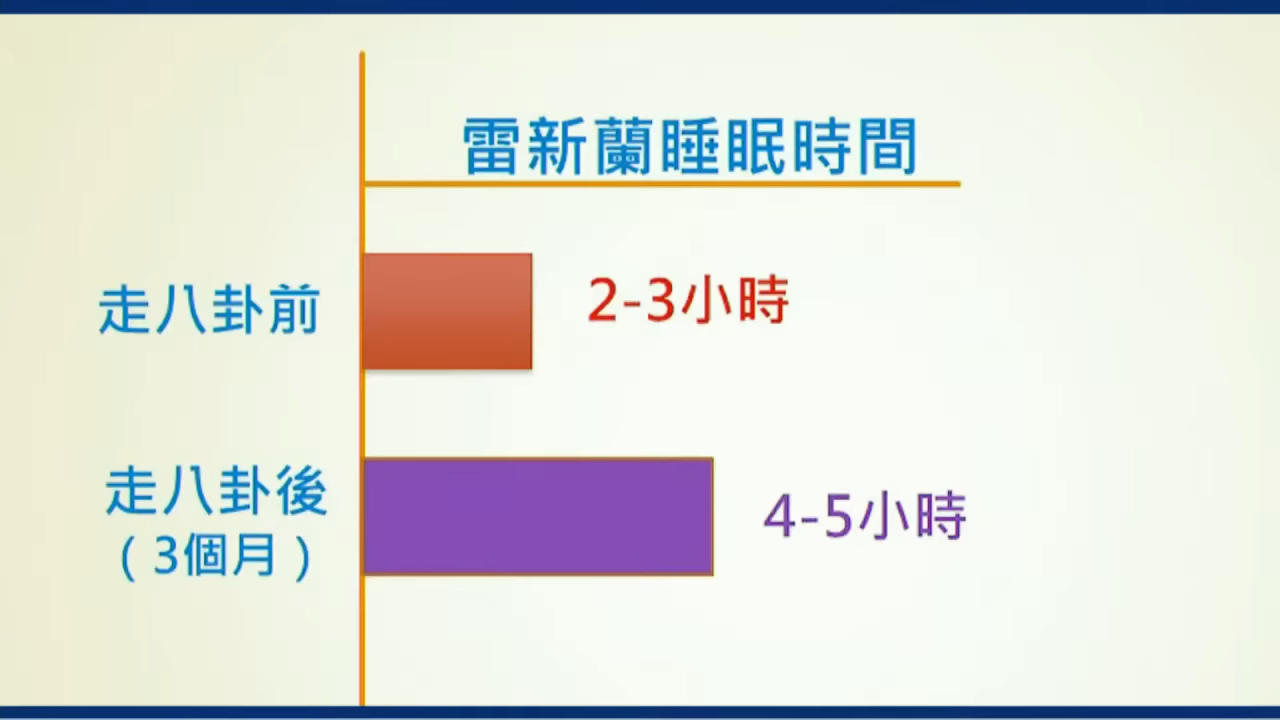 雷新蘭睡眠時間
走八卦前
2-3小時
走八卦後
（3個月）
4-5小時